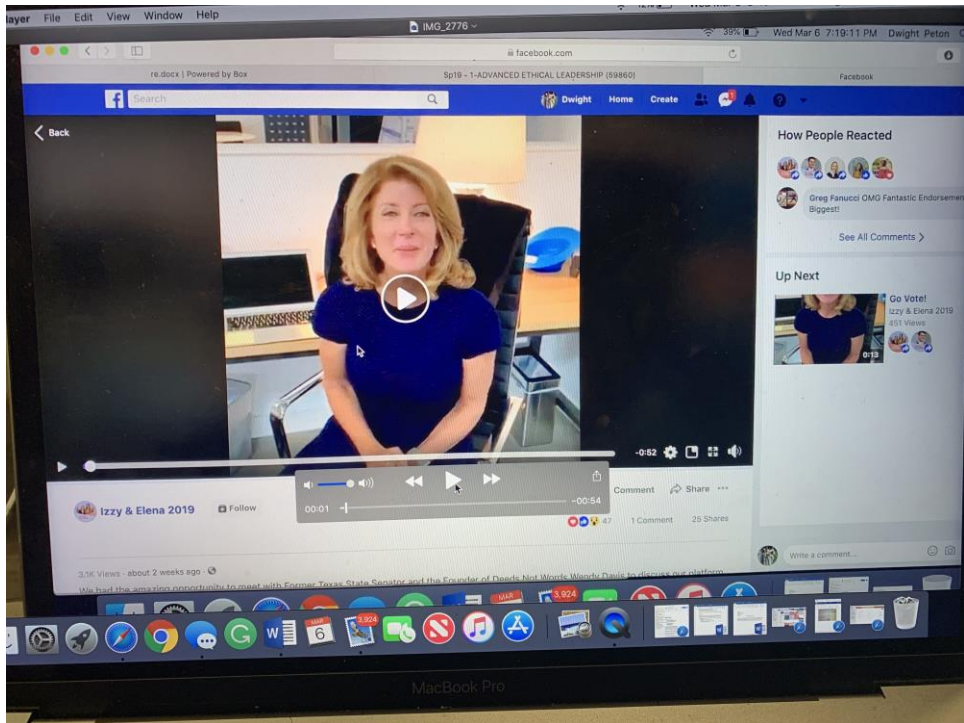 ayer File Edit View Window Help
IMG_2776
39% Wed Mar 6 7:19:11 PM Dwight Peton
facebook.com
re.docx | Powered by Box
Sp19 - 1-ADVANCED ETHICAL LEADERSHIP (59860)
Facebook
Search
Dwight Home Create
Back
How People Reacted
Greg Fanucci OMG Fantastic Endorsemen
Biggest!
See All Comments >
Up Next
Go Vote!
Izzy & Elena 2019
451 Views
0:13
-0:52
Izzy & Elena 2019
Follow
00:01
-00:54
Comment Share
47 1 Comment 25 Shares
Write a comment...
3.1K Views · about 2 weeks ago
We had the amazing opportunity to meet with Former Texas State Senator and the Founder of Deeds Not Words Wendy Davis to discuss our platform
MAR
3,924
MAR
6
3,924
MacBook Pro